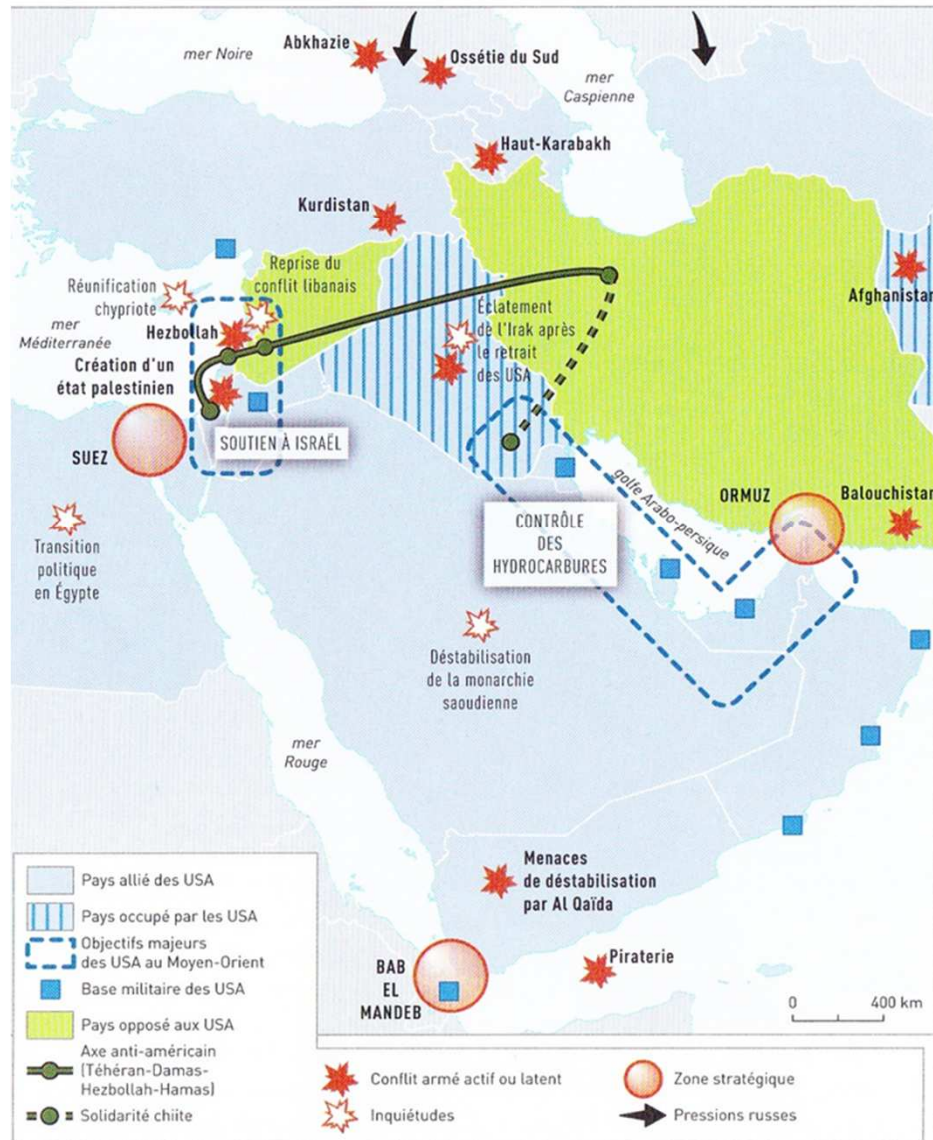 Abkhazie
mer Noire
Ossétie du Sud
mer
Caspienne
Haut-Karabakh
Kurdistan
Reprise du
conflit libanais
Réunification
chypriote
Afghanistan
mer
Méditerranée
Hezbollah
Éclatement
de l'Irak après
le retrait
des USA
Création d'un
état palestinien
SOUTIEN À ISRAËL
SUEZ
golfe Arabo-persique
ORMUZ
Balouchistan
CONTRÔLE
DES
HYDROCARBURES
Transition
politique
en Égypte
Déstabilisation
de la monarchie
saoudienne
mer
Rouge
Menaces
de déstabilisation
par Al Qaïda
Piraterie
BAB
EL
MANDEB
0 400 km
Pays allié des USA
Pays occupé par les USA
Objectifs majeurs
des USA au Moyen-Orient
Base militaire des USA
Pays opposé aux USA
Axe anti-américain
(Téhéran-Damas-
Hezbollah-Hamas)
Solidarité chiite
Conflit armé actif ou latent
Inquiétudes
Zone stratégique
Pressions russes